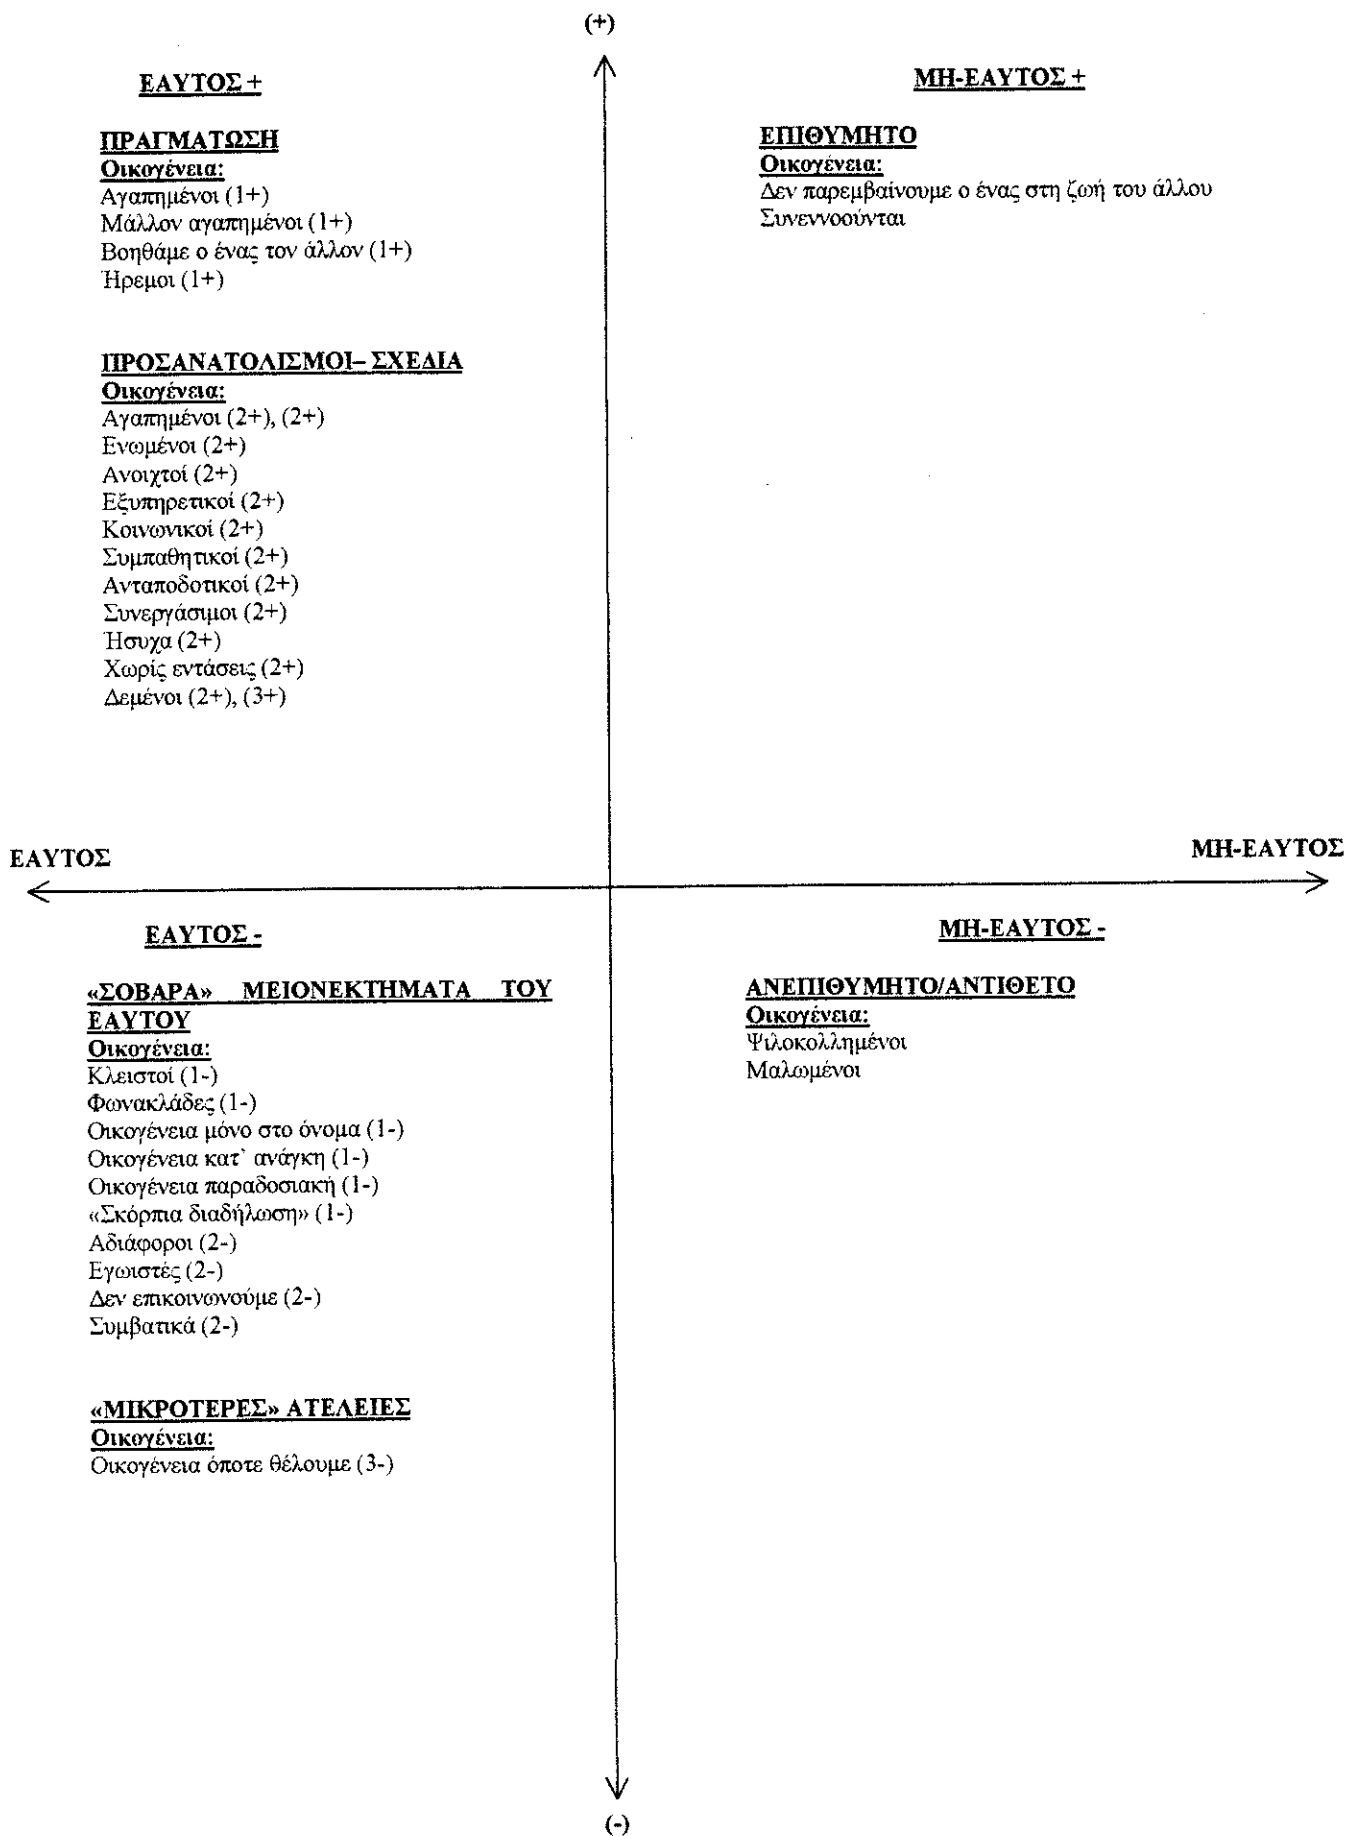 (+)
ΕΑΥΤΟΣ +
ΠΡΑΓΜΑΤΩΣΗ
Οικογένεια:
Αγαπημένοι (1+)
Μάλλον αγαπημένοι (1+)
Βοηθάμε ο ένας τον άλλον (1+)
Ήρεμοι (1+)
ΠΡΟΣΑΝΑΤΟΛΙΣΜΟΙ– ΣΧΕΔΙΑ
Οικογένεια:
Αγαπημένοι (2+), (2+)
Ενωμένοι (2+)
Ανοιχτοί (2+)
Εξυπηρετικοί (2+)
Κοινωνικοί (2+)
Συμπαθητικοί (2+)
Ανταποδοτικοί (2+)
Συνεργάσιμοι (2+)
Ήσυχα (2+)
Χωρίς εντάσεις (2+)
Δεμένοι (2+), (3+)
ΜΗ-ΕΑΥΤΟΣ +
ΕΠΙΘΥΜΗΤΟ
Οικογένεια:
Δεν παρεμβαίνουμε ο ένας στη ζωή του άλλου
Συνεννοούνται
ΕΑΥΤΟΣ
ΜΗ-ΕΑΥΤΟΣ
ΕΑΥΤΟΣ -
«ΣΟΒΑΡΑ» ΜΕΙΟΝΕΚΤΗΜΑΤΑ ΤΟΥ
ΕΑΥΤΟΥ
Οικογένεια:
Κλειστοί (1-)
Φωνακλάδες (1-)
Οικογένεια μόνο στο όνομα (1-)
Οικογένεια κατ᾽ ανάγκη (1-)
Οικογένεια παραδοσιακή (1-)
«Σκόρπια διαδήλωση» (1-)
Αδιάφοροι (2-)
Εγωιστές (2-)
Δεν επικοινωνούμε (2-)
Συμβατικά (2-)
«ΜΙΚΡΟΤΕΡΕΣ» ΑΤΕΛΕΙΕΣ
Οικογένεια:
Οικογένεια όποτε θέλουμε (3-)
ΜΗ-ΕΑΥΤΟΣ -
ΑΝΕΠΙΘΥΜΗΤΟ/ΑΝΤΙΘΕΤΟ
Οικογένεια:
Ψιλοκολλημένοι
Μαλωμένοι
(-)